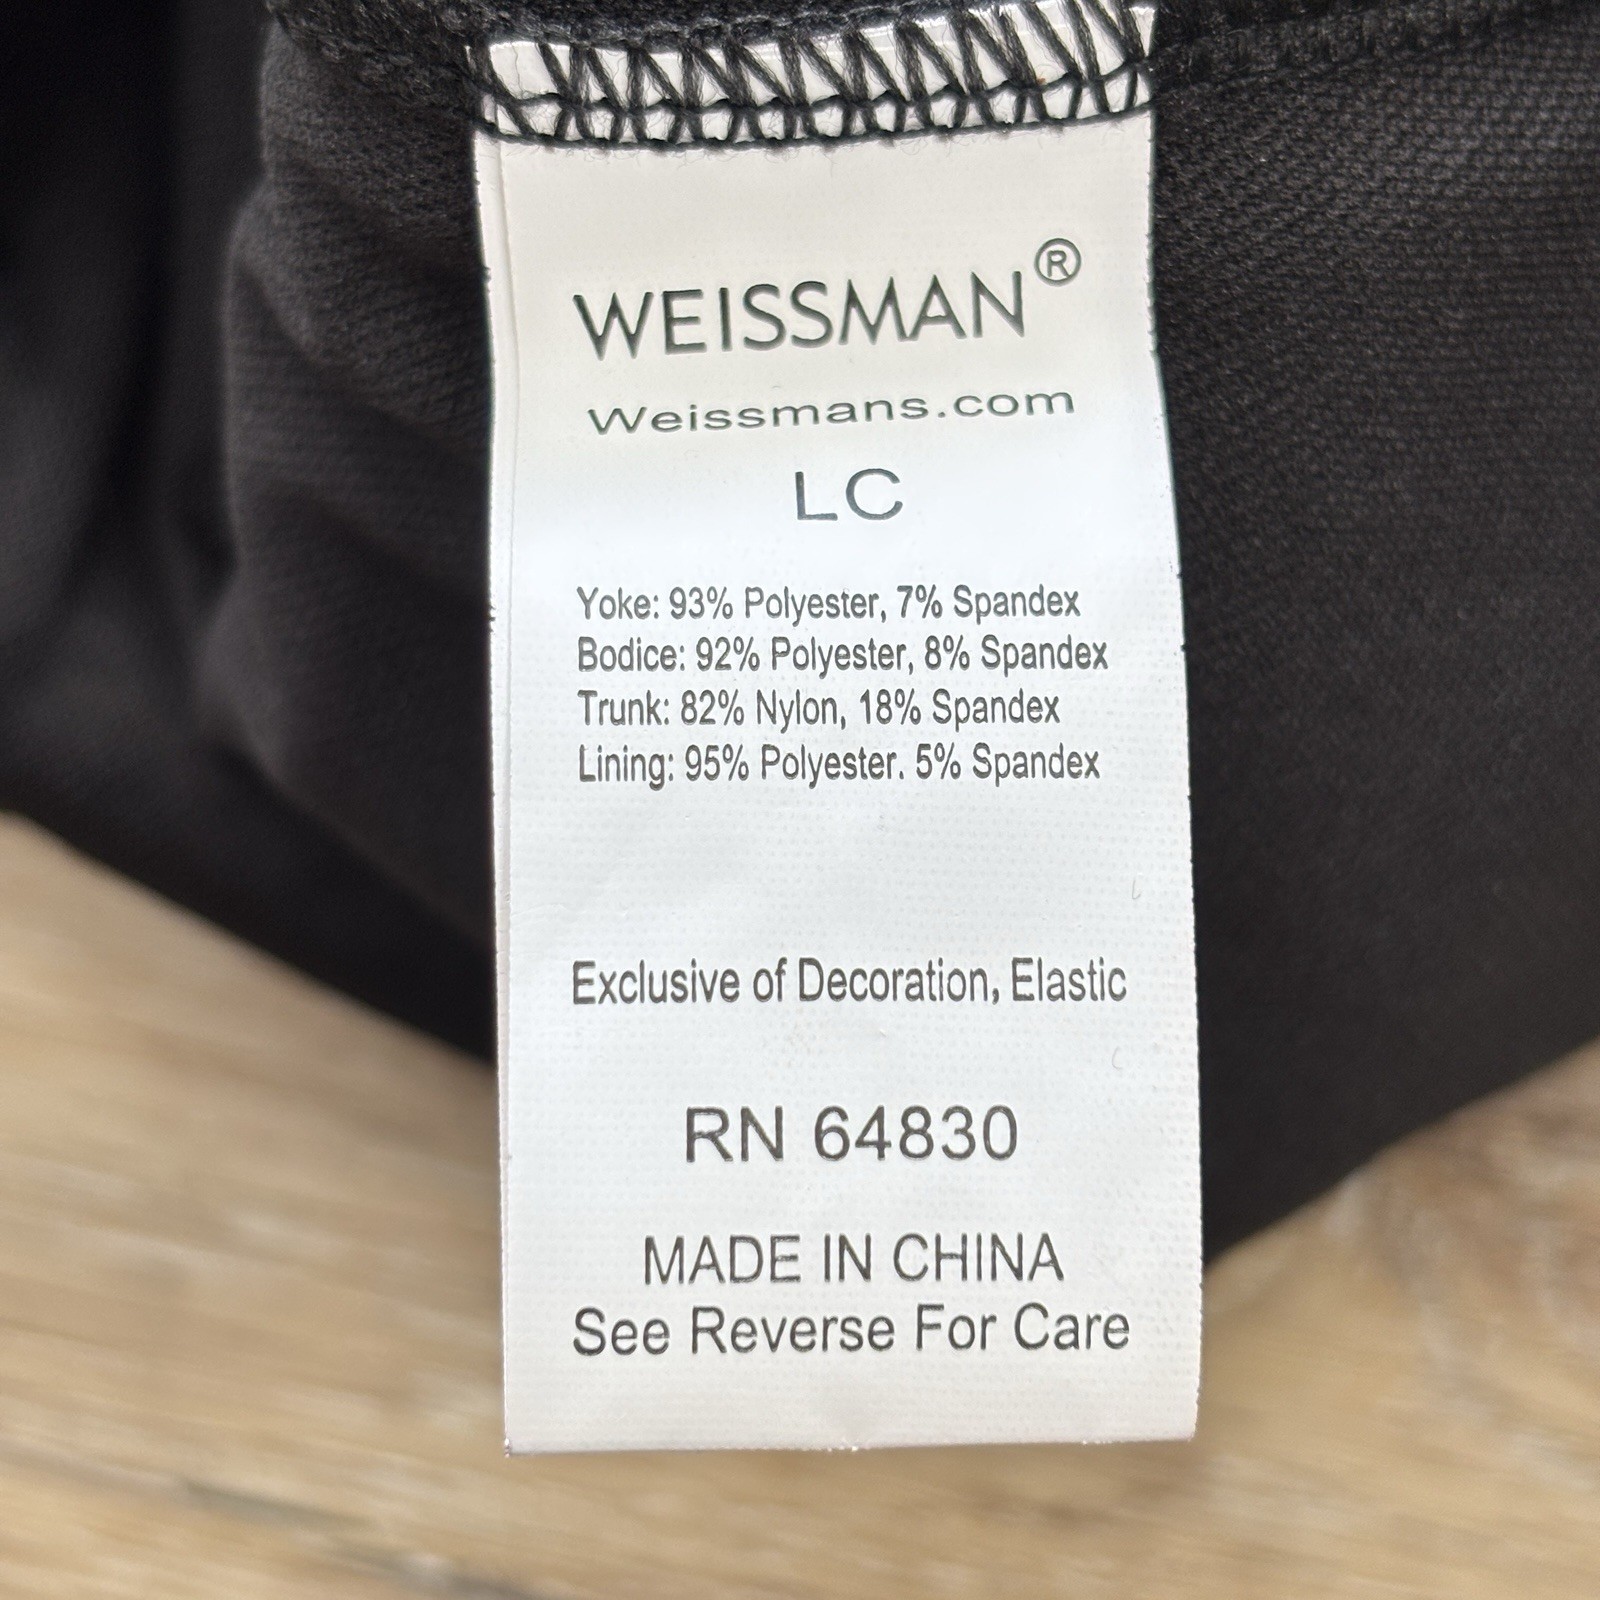 WEISSMAN®
Weissmans.com
LC
Yoke: 93% Polyester, 7% Spandex
Bodice: 92% Polyester, 8% Spandex
Trunk: 82% Nylon, 18% Spandex
Lining: 95% Polyester. 5% Spandex
Exclusive of Decoration, Elastic
RN 64830
MADE IN CHINA
See Reverse For Care